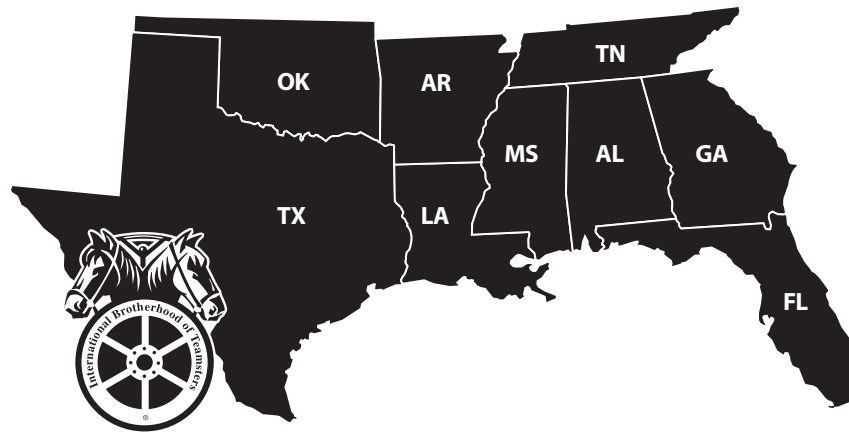 TN
OK
AR
MS
AL
GA
TX
LA
FL
International Brotherhood of Teamsters
®